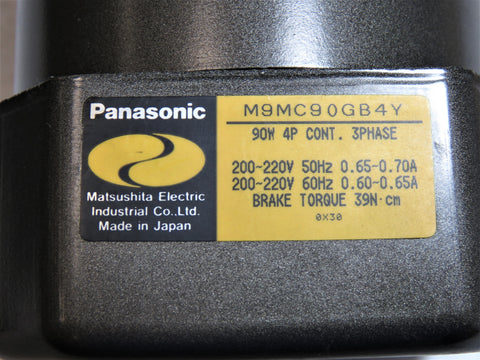 Panasonic
Matsushita Electric
Industrial Co.,Ltd.
Made in Japan
M9MC90GB4Y
90W 4P CONT. 3PHASE
200~220V 50Hz 0.65-0.70A
200~220V 60Hz 0.60-0.65A
BRAKE TORQUE 39N·cm
0X30